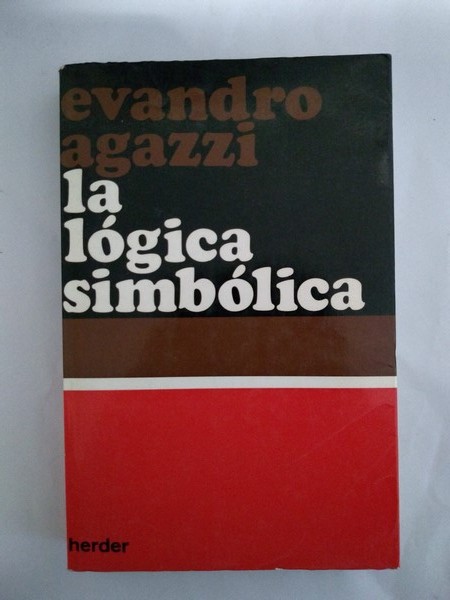 evandro
agazzi
la
lógica
simbólica
herder